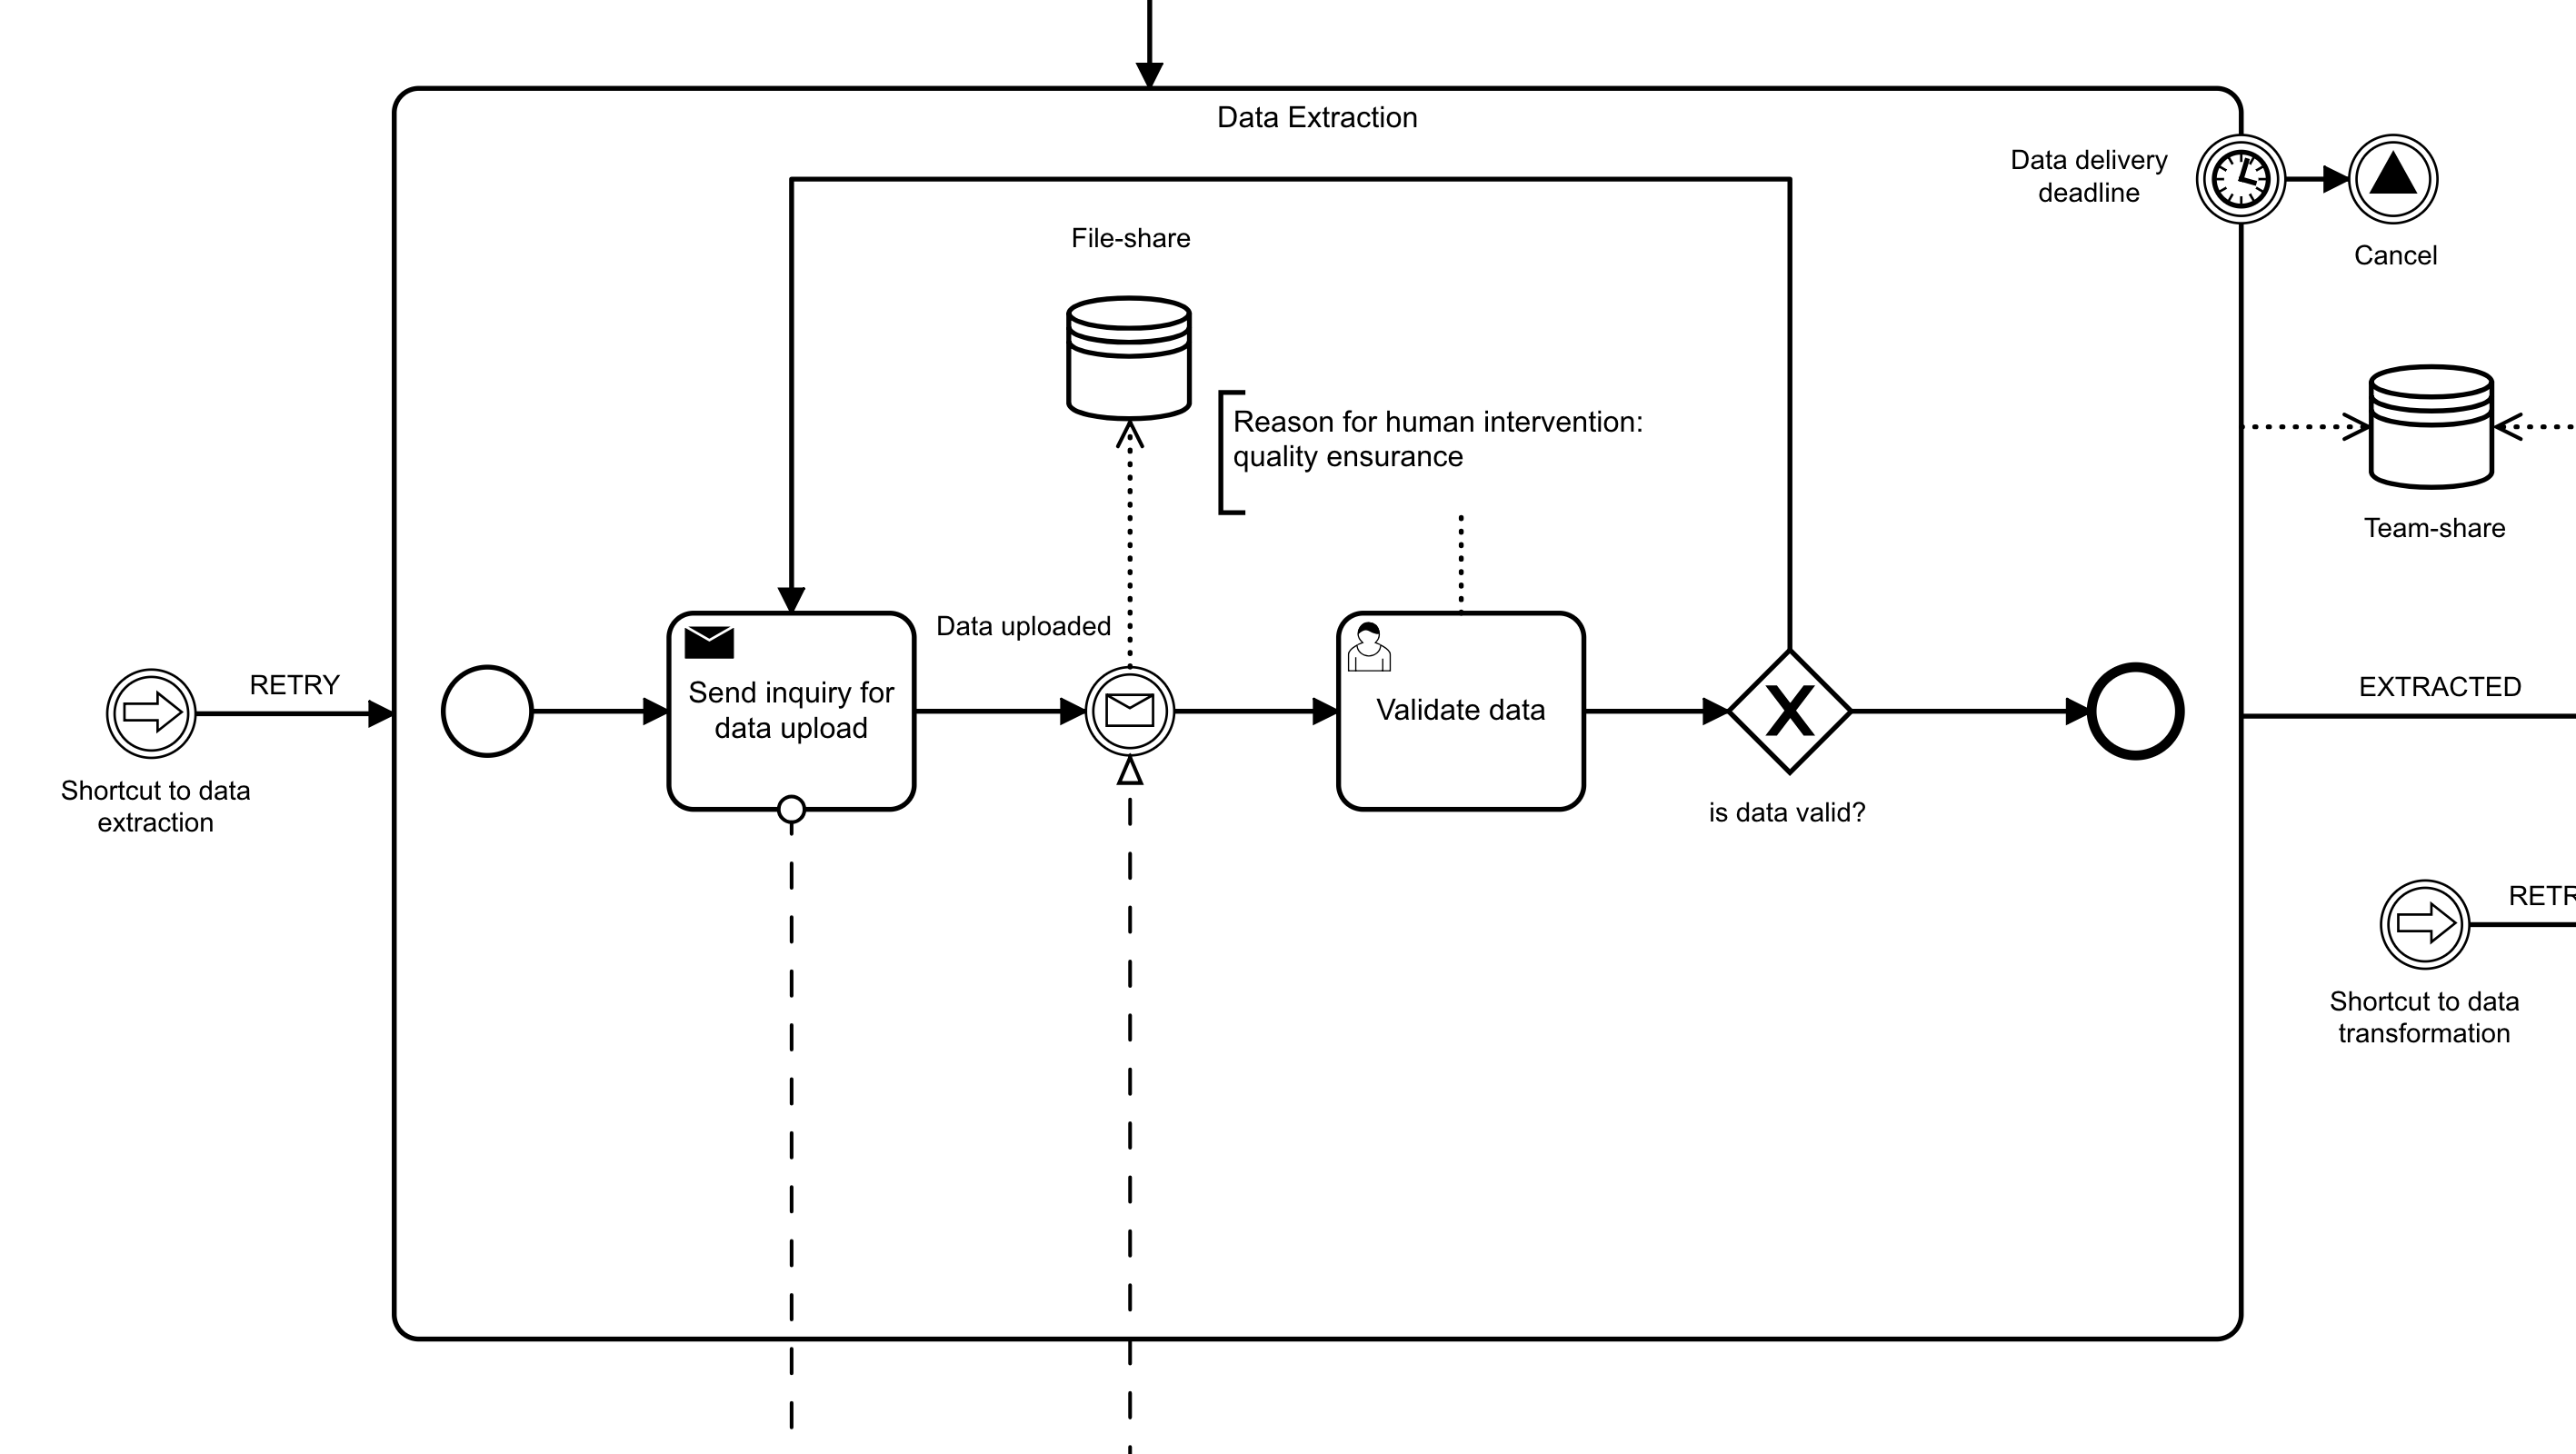 Data Extraction
Data delivery
deadline
Cancel
File-share
Reason for human intervention:
quality ensurance
Team-share
Data uploaded
RETRY
Send inquiry for
data upload
Validate data
EXTRACTED
Shortcut to data
extraction
is data valid?
RETR
Shortcut to data
transformation